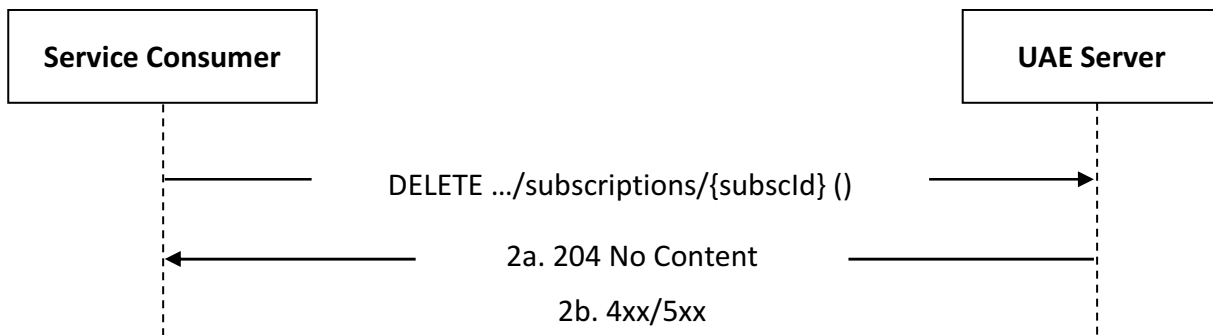 Service Consumer
UAE Server
DELETE .../subscriptions/{subscId} ()
2a. 204 No Content
2b. 4xx/5xx